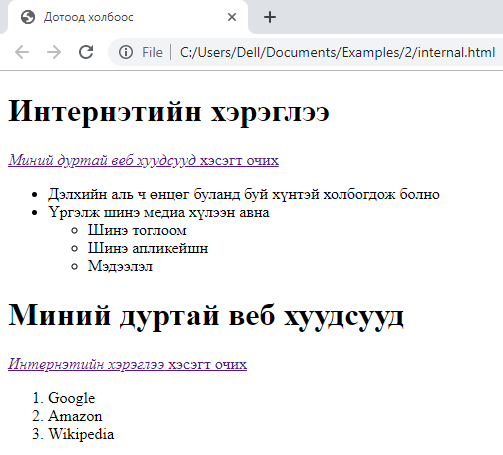 Дотоод холбоос
File
C:/Users/Dell/Documents/Examples/2/internal.html
Интернэтийн хэрэглээ
Миний дуртай веб хуудсууд хэсэгт очих
Дэлхийн аль ч өнцөг буланд буй хүнтэй холбогдож болно
Үргэлж шинэ медиа хүлээн авна
Шинэ тоглоом
Шинэ апликейшн
Мэдээлэл
Миний дуртай веб хуудсууд
Интернэтийн хэрэглээ хэсэгт очих
1. Google
2. Amazon
3. Wikipedia